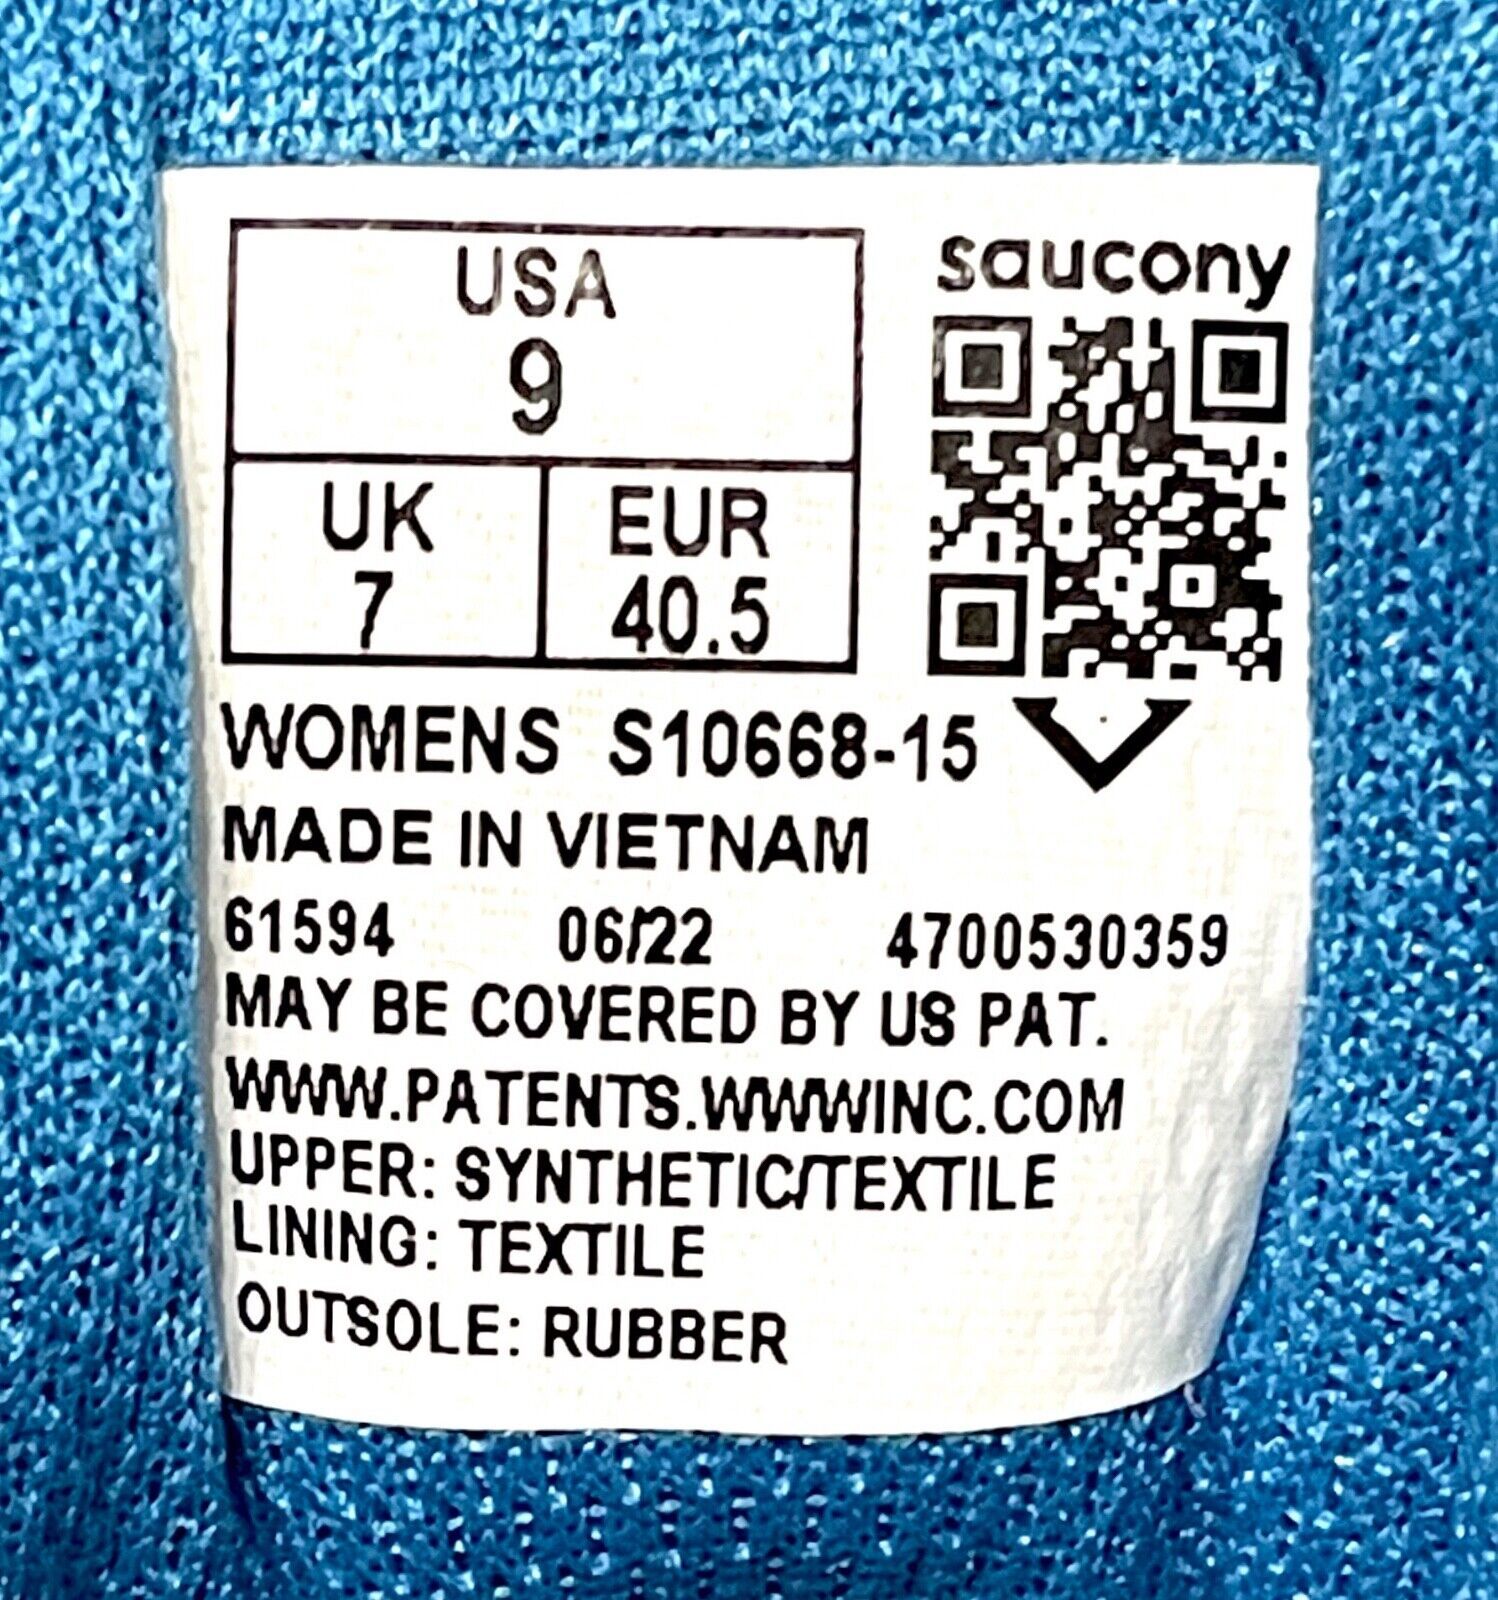 USA
9
UK
7
EUR
40.5
saucony
WOMENS S10668-15
MADE IN VIETNAM
61594 06/22 4700530359
MAY BE COVERED BY US PAT.
WWW.PATENTS.WWWINC.COM
UPPER: SYNTHETIC/TEXTILE
LINING: TEXTILE
OUTSOLE: RUBBER